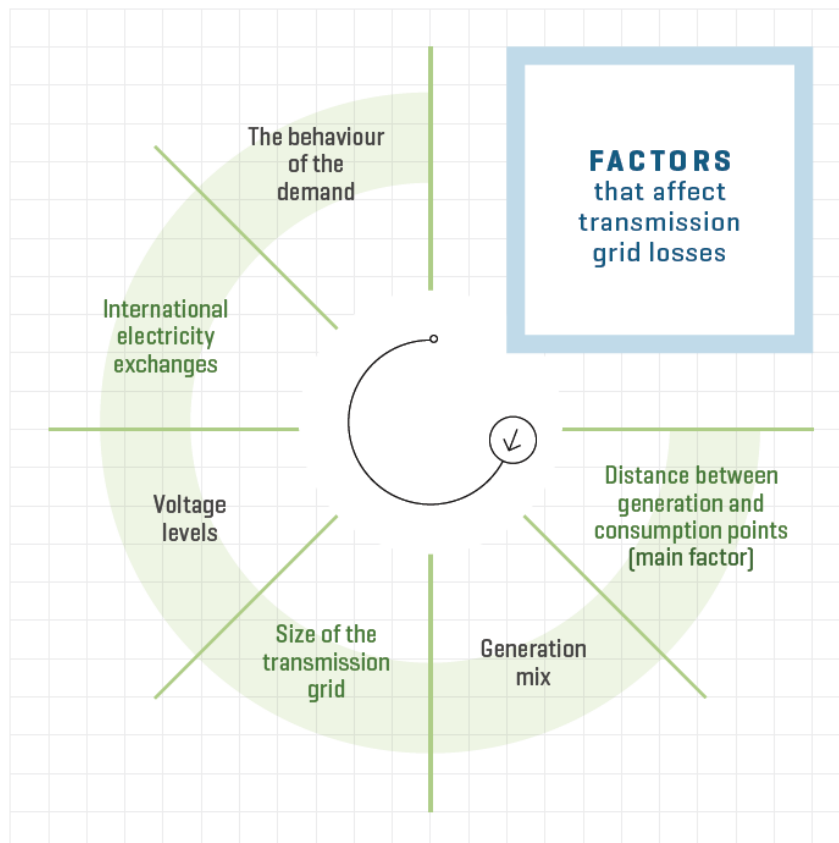 FACTORS
that affect
transmission
grid losses
Distance between
generation and
consumption points
(main factor)
Generation
mix
Size of the
transmission
grid
Voltage
levels
International
electricity
exchanges
The behaviour
of the
demand